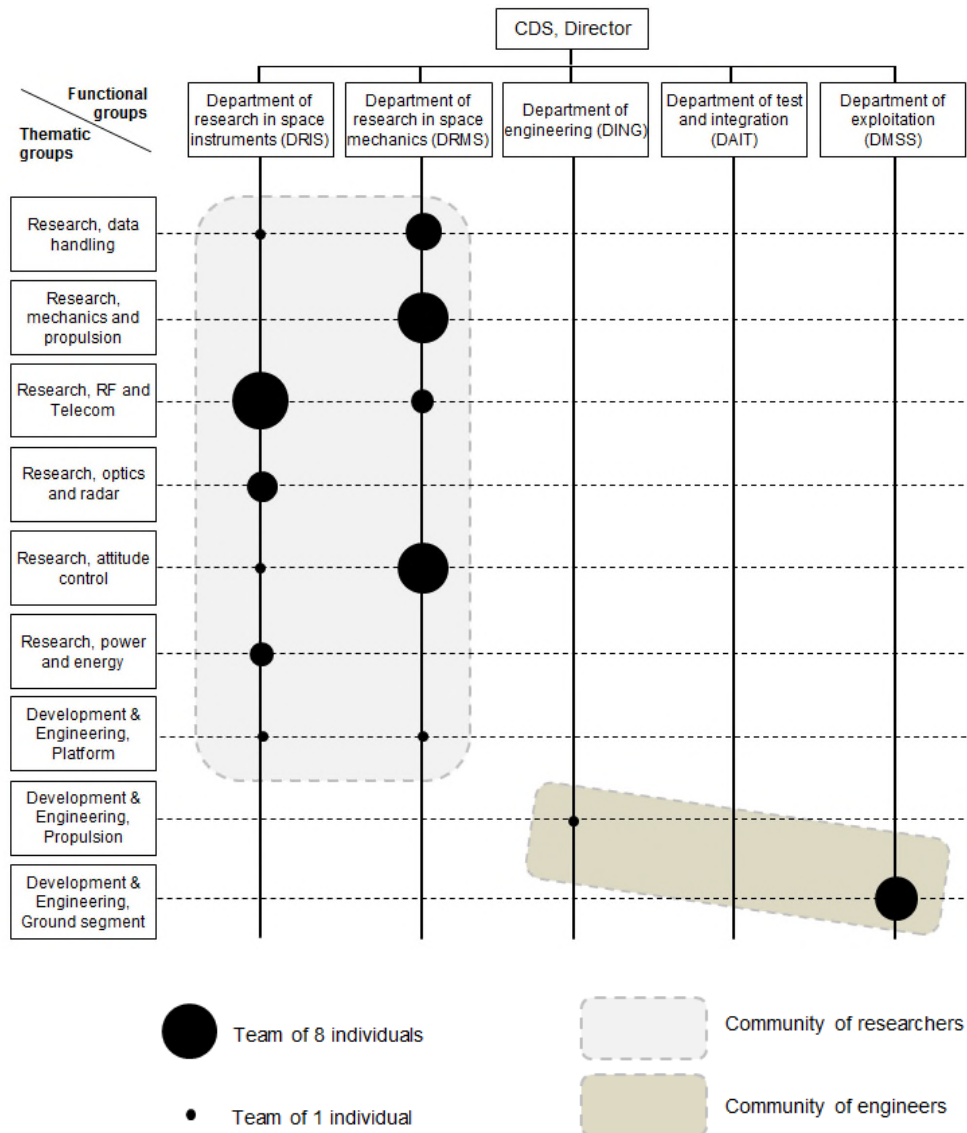 CDS, Director
Functional
groups
Thematic
groups
Department of
research in space
instruments (DRIS)
Department of
research in space
mechanics (DRMS)
Department of
engineering (DING)
Department of test
and integration
(DAIT)
Department of
exploitation
(DMSS)
Research, data
handling
Research,
mechanics and
propulsion
Research, RF and
Telecom
Research, optics
and radar
Research, attitude
control
Research, power
and energy
Development &
Engineering,
Platform
Development &
Engineering,
Propulsion
Development &
Engineering,
Ground segment
Team of 8 individuals
Community of researchers
Team of 1 individual
Community of engineers